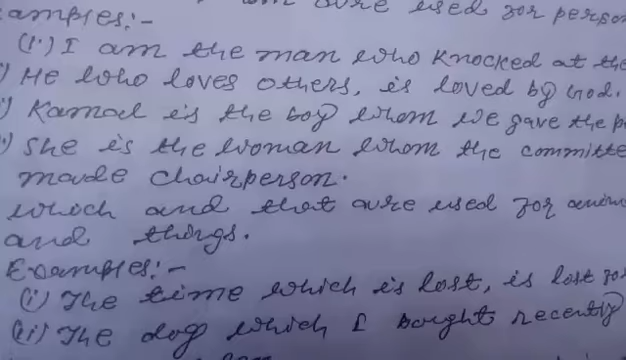 are used for person
Examples:-
(i) I am the man who knocked at the
He who loves others, is loved by God.
Kamal is the boy whom we gave the
She is the woman whom the committe
made chairperson.
which and that are used for anim
and things.
Examples:-
(i) The time which is lost, is lost for
(ii) The dog which I bought recently